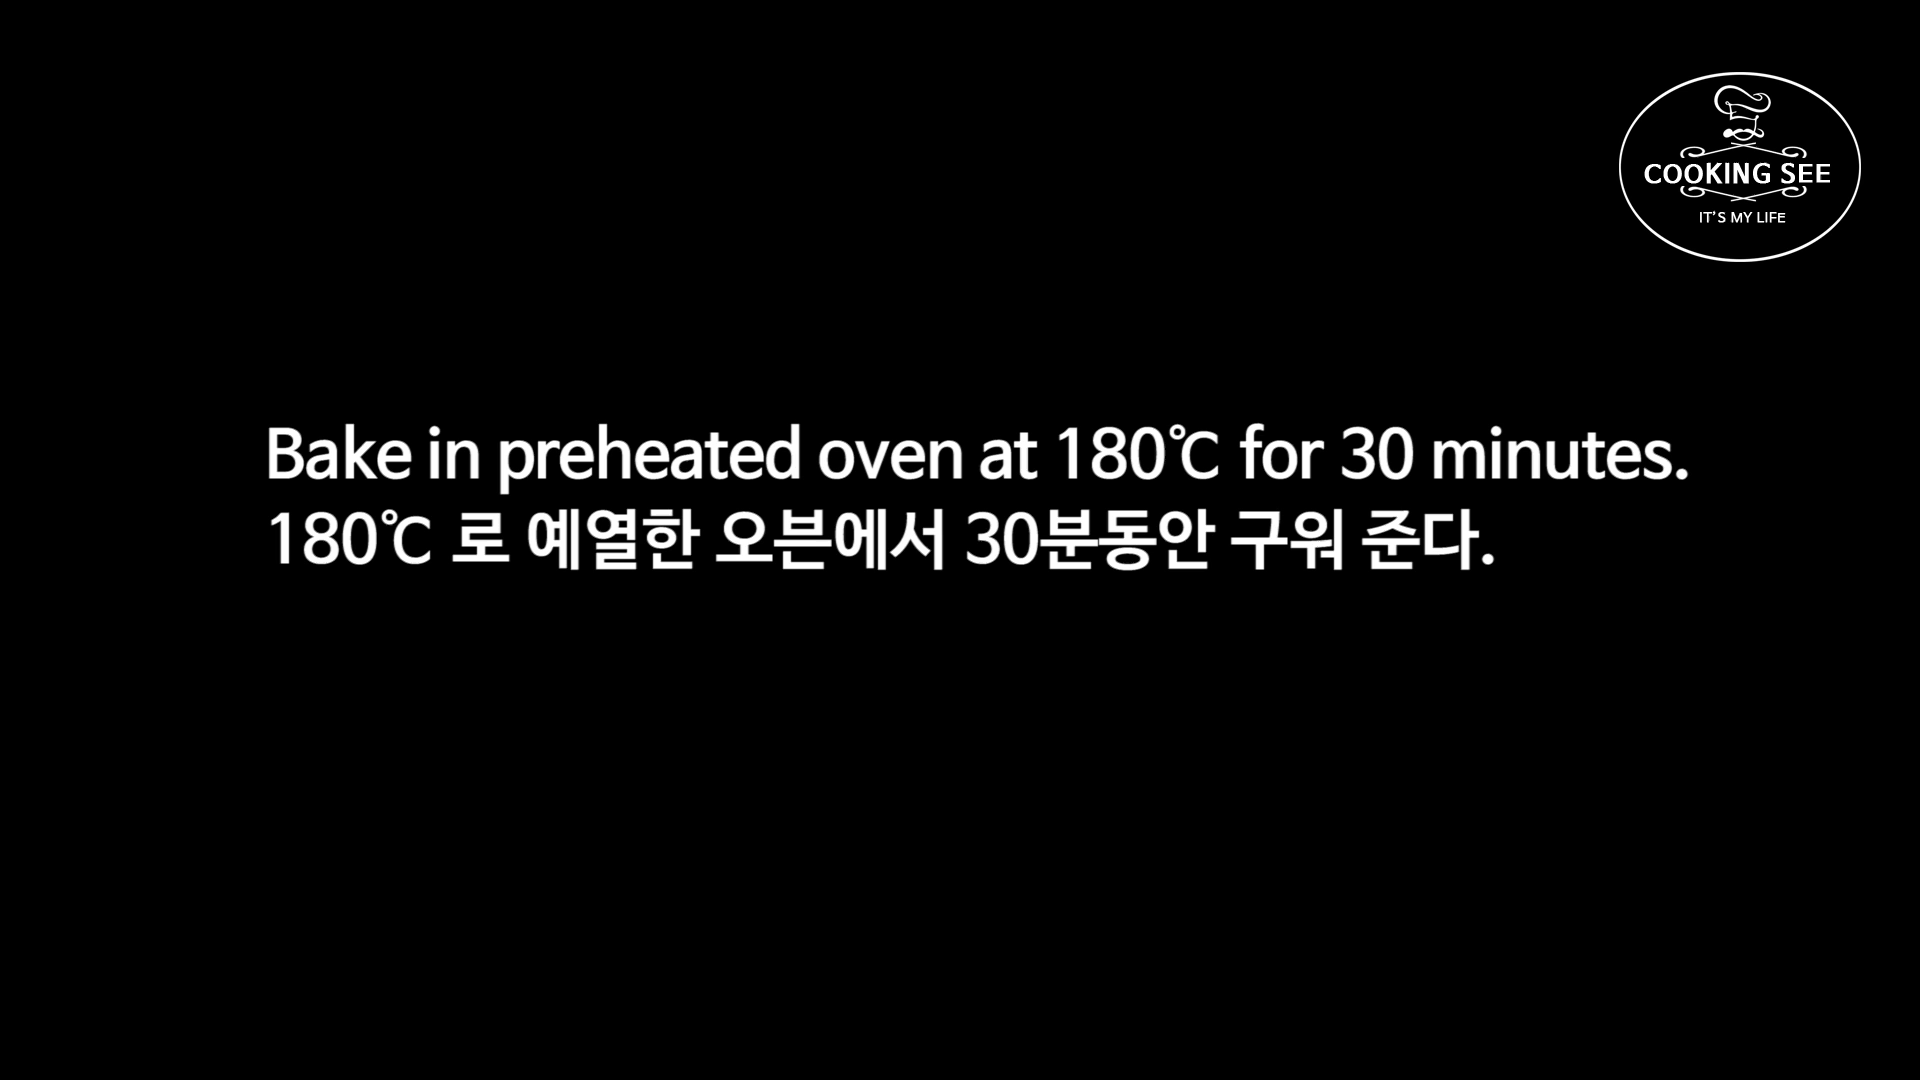 COOKING SEE
IT'S MY LIFE
Bake in preheated oven at 180℃ for 30 minutes.
180℃ 로 예열한 오븐에서 30분동안 구워 준다.